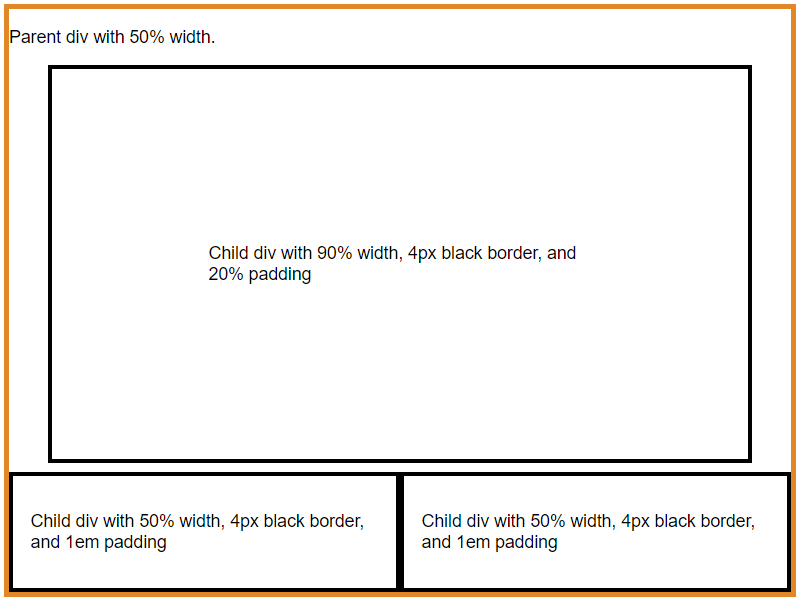 Parent div with 50% width.
Child div with 90% width, 4px black border, and
20% padding
Child div with 50% width, 4px black border,
and 1em padding
Child div with 50% width, 4px black border,
and 1em padding